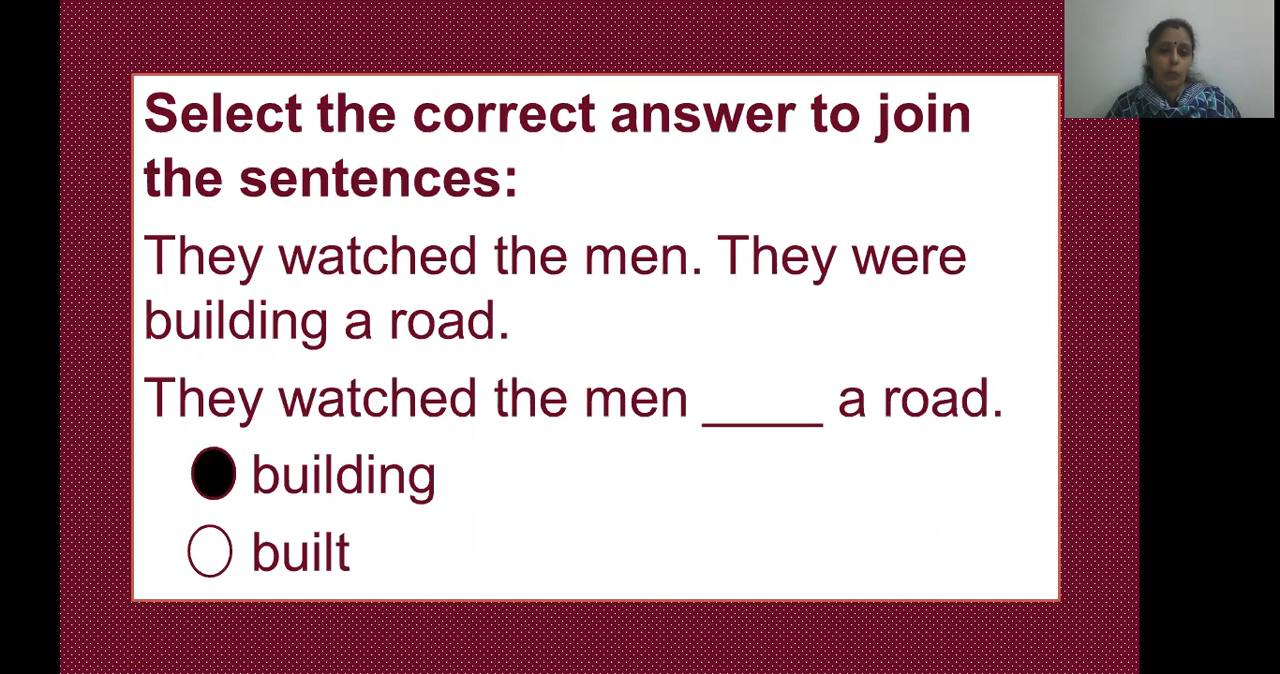 Select the correct answer to join
the sentences:
They watched the men. They were
building a road.
They watched the men ____ a road.
building
built